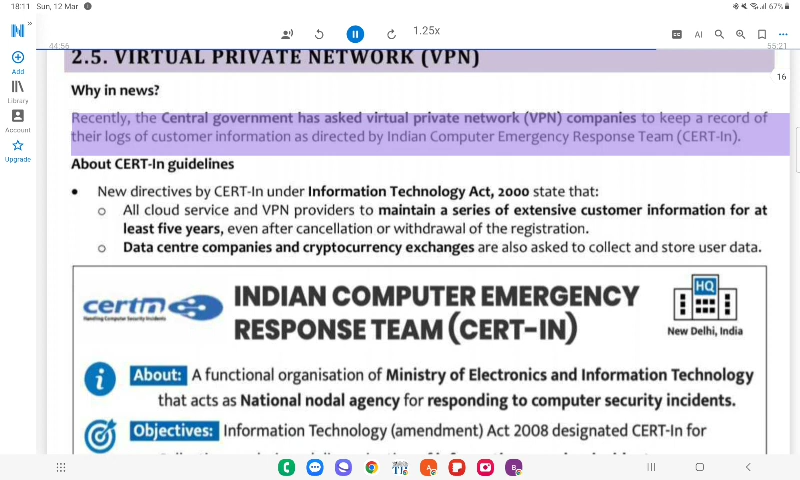 18:11 Sun, 12 Mar
67%
N
»
1.25x
CC
AI
44:56
55:21
Add
Library
Account
Upgrade
2.5. VIRTUAL PRIVATE NETWORK (VPN)
16
Why in news?
Recently, the Central government has asked virtual private network (VPN) companies to keep a record of
their logs of customer information as directed by Indian Computer Emergency Response Team (CERT-In).
About CERT-In guidelines
• New directives by CERT-In under Information Technology Act, 2000 state that:
o All cloud service and VPN providers to maintain a series of extensive customer information for at
least five years, even after cancellation or withdrawal of the registration.
o Data centre companies and cryptocurrency exchanges are also asked to collect and store user data.
certin
Handling Computer Security Incidents
INDIAN COMPUTER EMERGENCY
RESPONSE TEAM (CERT-IN)
HQ
New Delhi, India
i
About: A functional organisation of Ministry of Electronics and Information Technology
that acts as National nodal agency for responding to computer security incidents.
Objectives: Information Technology (amendment) Act 2008 designated CERT-In for